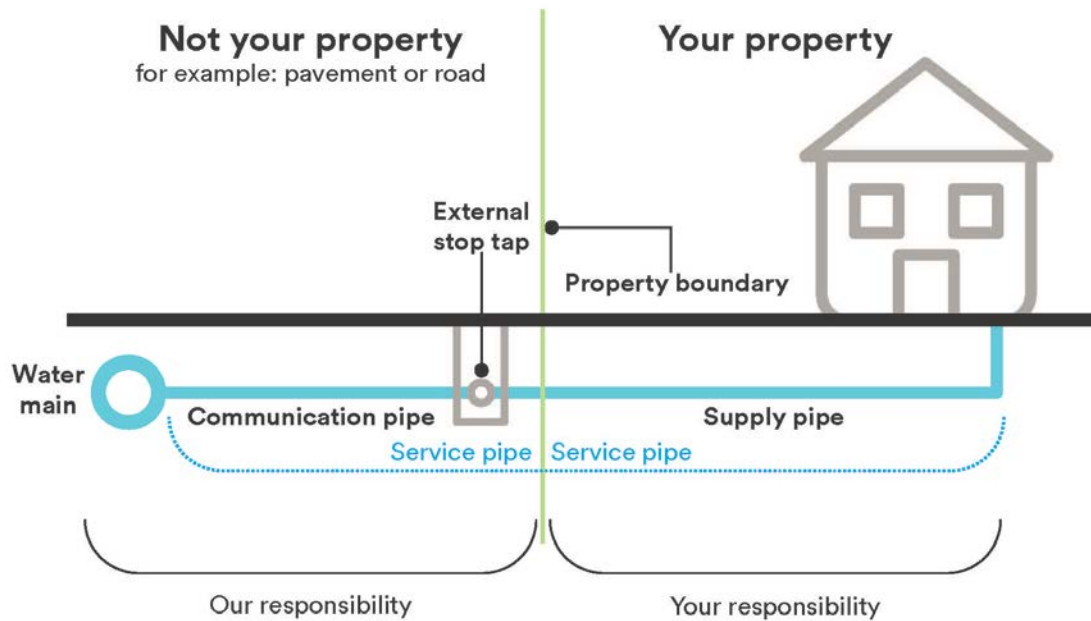 Not your property
for example: pavement or road
Your property
External
stop tap
Property boundary
Water
main
Communication pipe
Supply pipe
Service pipe
Service pipe
Our responsibility
Your responsibility